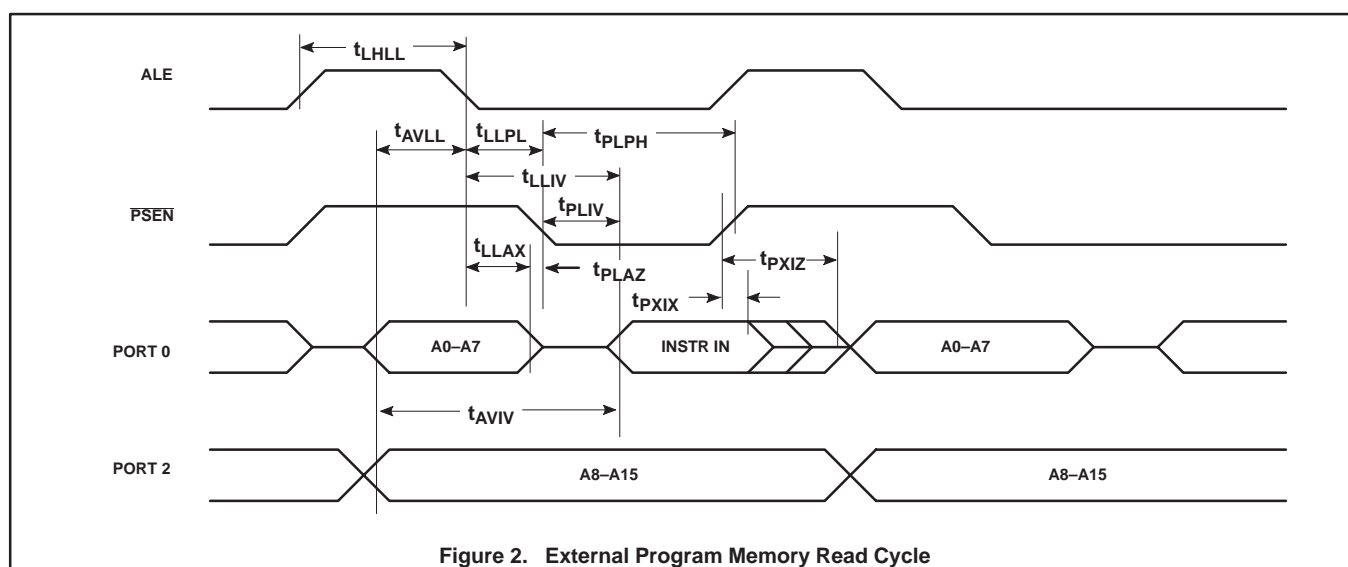 tLHLL
ALE
tAVLL
tLLPL
tPLPH
tLLIV
PSEN
tPLIV
tLLAX
tPLAZ
tPXIZ
tPXIX
PORT 0
A0–A7
INSTR IN
A0–A7
tAVIV
PORT 2
A8–A15
A8–A15
Figure 2. External Program Memory Read Cycle